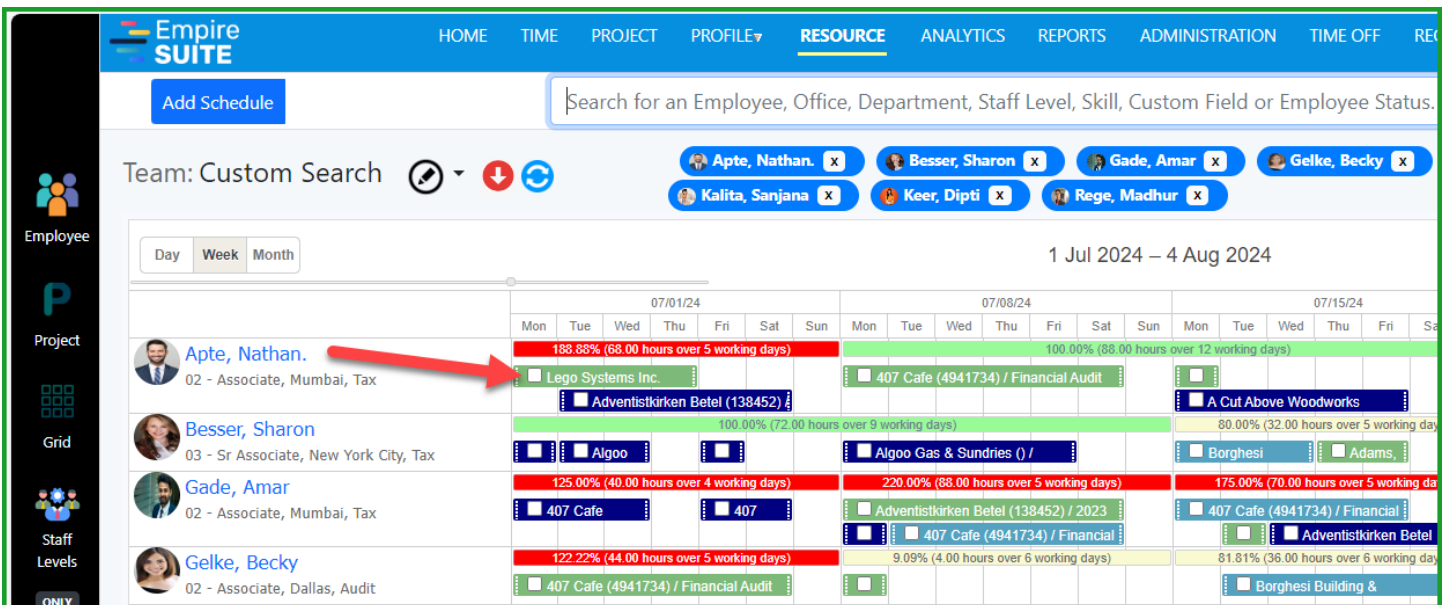 Empire
SUITE
HOME TIME PROJECT PROFILE RESOURCE ANALYTICS REPORTS ADMINISTRATION TIME OFF
Add Schedule
Search for an Employee, Office, Department, Staff Level, Skill, Custom Field or Employee Status.
Team: Custom Search
Apte, Nathan. x Besser, Sharon x Gade, Amar x Gelke, Becky x
Kalita, Sanjana x Keer, Dipti x Rege, Madhur x
Employee
Project
Grid
Staff
Levels
ONLY
Day Week Month
1 Jul 2024 – 4 Aug 2024
07/01/24 07/08/24 07/15/24
Mon Tue Wed Thu Fri Sat Sun Mon Tue Wed Thu Fri Sat Sun Mon Tue Wed Thu Fri
Apte, Nathan.
02 - Associate, Mumbai, Tax
188.88% (68.00 hours over 5 working days) 100.00% (88.00 hours over 12 working days)
Lego Systems Inc. 407 Cafe (4941734) / Financial Audit
Adventistkirken Betel (138452) A Cut Above Woodworks
Besser, Sharon
03 - Sr Associate, New York City, Tax
100.00% (72.00 hours over 9 working days) 80.00% (32.00 hours over 5 working day
Algoo Algoo Gas & Sundries () / Borghesi Adams,
Gade, Amar
02 - Associate, Mumbai, Tax
125.00% (40.00 hours over 4 working days) 220.00% (88.00 hours over 5 working days) 175.00% (70.00 hours over 5 working da
407 Cafe 407 Adventistkirken Betel (138452) / 2023 407 Cafe (4941734) / Financial
407 Cafe (4941734) / Financial Adventistkirken Betel
Gelke, Becky
02 - Associate, Dallas, Audit
122.22% (44.00 hours over 5 working days) 9.09% (4.00 hours over 6 working days) 81.81% (36.00 hours over 6 working day
407 Cafe (4941734) / Financial Audit Borghesi Building &